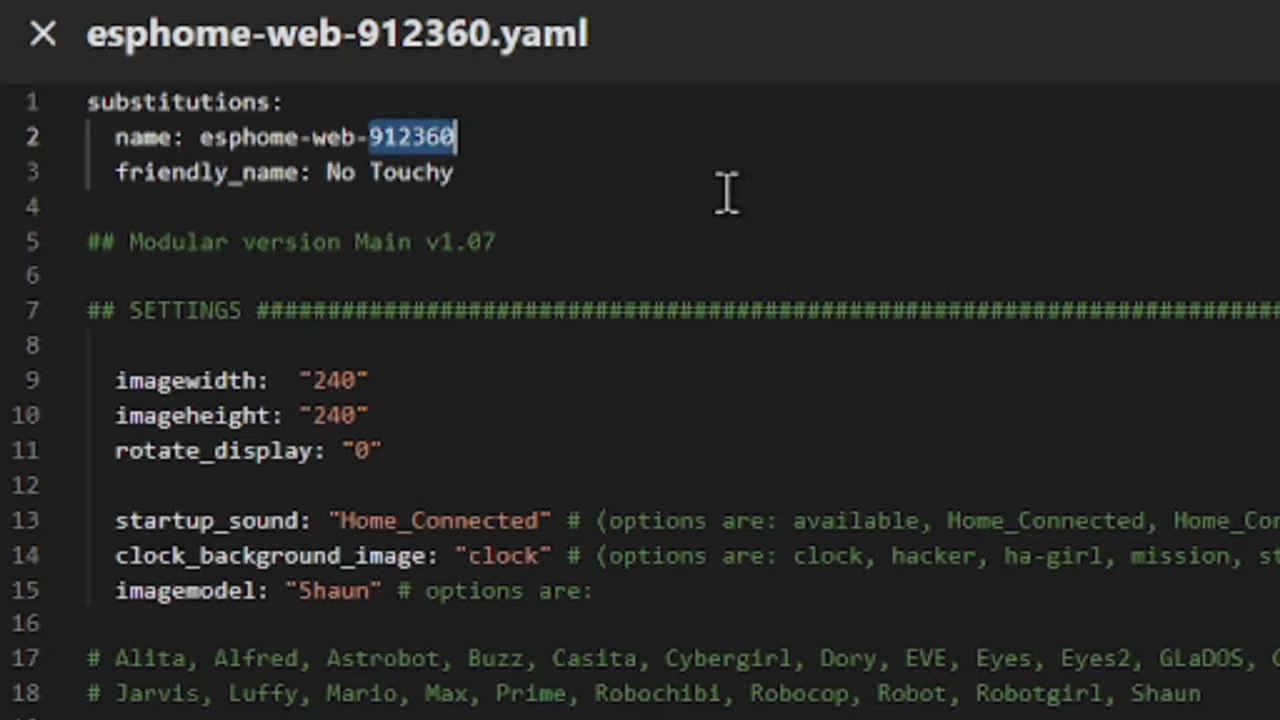 × esphome-web-912360.yaml
1 substitutions:
2 name: esphome-web-912360
3 friendly_name: No Touchy
4
5 ## Modular version Main v1.07
6
7 ## SETTINGS ########################################################################
8
9 imagewidth: "240"
10 imageheight: "240"
11 rotate_display: "0"
12
13 startup_sound: "Home_Connected" # (options are: available, Home_Connected,
14 clock_background_image: "clock" # (options are: clock, hacker, ha-girl, mission,
15 imagemodel: "Shaun" # options are:
16
17 # Alita, Alfred, Astrobot, Buzz, Casita, Cybergirl, Dory, EVE, Eyes, Eyes2, GLaDOS,
18 # Jarvis, Luffy, Mario, Max, Prime, Robochibi, Robocop, Robot, Robotgirl, Shaun